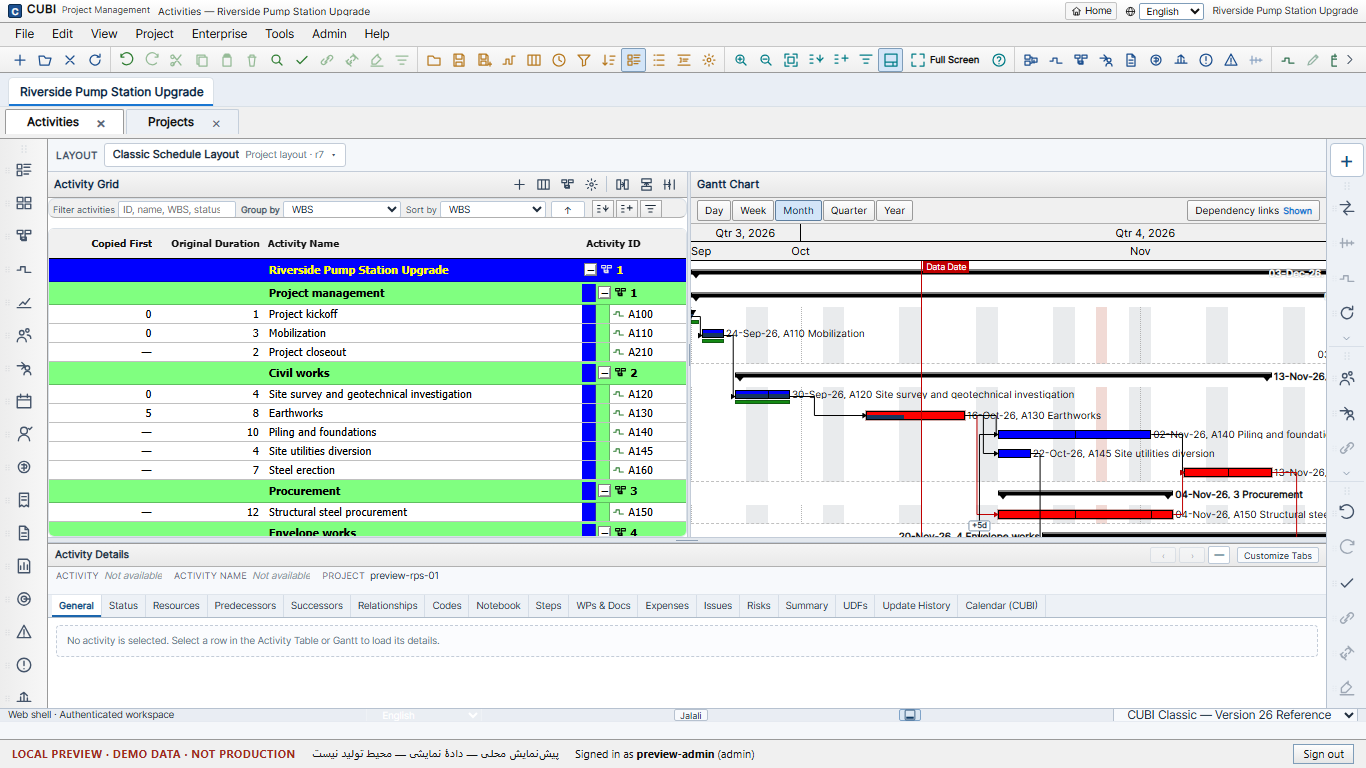 CUBI Project Management Activities — Riverside Pump Station Upgrade Home English Riverside Pump Station Upgrade
File Edit View Project Enterprise Tools Admin Help
Full Screen
Riverside Pump Station Upgrade
Activities Projects
LAYOUT Classic Schedule Layout Project layout · r7
Activity Grid
Filter activities ID, name, WBS, status Group by WBS Sort by WBS
Copied First Original Duration Activity Name Activity ID
Riverside Pump Station Upgrade 1
Project management 1
0 1 Project kickoff A100
0 3 Mobilization A110
— 2 Project closeout A210
Civil works 2
0 4 Site survey and geotechnical investigation A120
5 8 Earthworks A130
— 10 Piling and foundations A140
— 4 Site utilities diversion A145
— 7 Steel erection A160
Procurement 3
— 12 Structural steel procurement A150
Envelope works 4
Gantt Chart
Day Week Month Quarter Year Dependency links Shown
Qtr 3, 2026 Qtr 4, 2026
Sep Oct Nov
Data Date
03-Dec-26
24-Sep-26, A110 Mobilization
13-Nov-26,
30-Sep-26, A120 Site survey and geotechnical investigation
16-Oct-26, A130 Earthworks
02-Nov-26, A140 Piling and foundati
22-Oct-26, A145 Site utilities diversion
13-Nov-26,
04-Nov-26, 3 Procurement
04-Nov-26, A150 Structural stee
+5d
20-Nov-26, 4 Envelope works
Activity Details Customize Tabs
ACTIVITY Not available ACTIVITY NAME Not available PROJECT preview-rps-01
General Status Resources Predecessors Successors Relationships Codes Notebook Steps WPs & Docs Expenses Issues Risks Summary UDFs Update History Calendar (CUBI)
No activity is selected. Select a row in the Activity Table or Gantt to load its details.
Web shell · Authenticated workspace English Jalali CUBI Classic — Version 26 Reference
LOCAL PREVIEW · DEMO DATA · NOT PRODUCTION پیش‌نمایش محلی — دادهٔ نمایشی — محیط تولید نیست Signed in as preview-admin (admin) Sign out